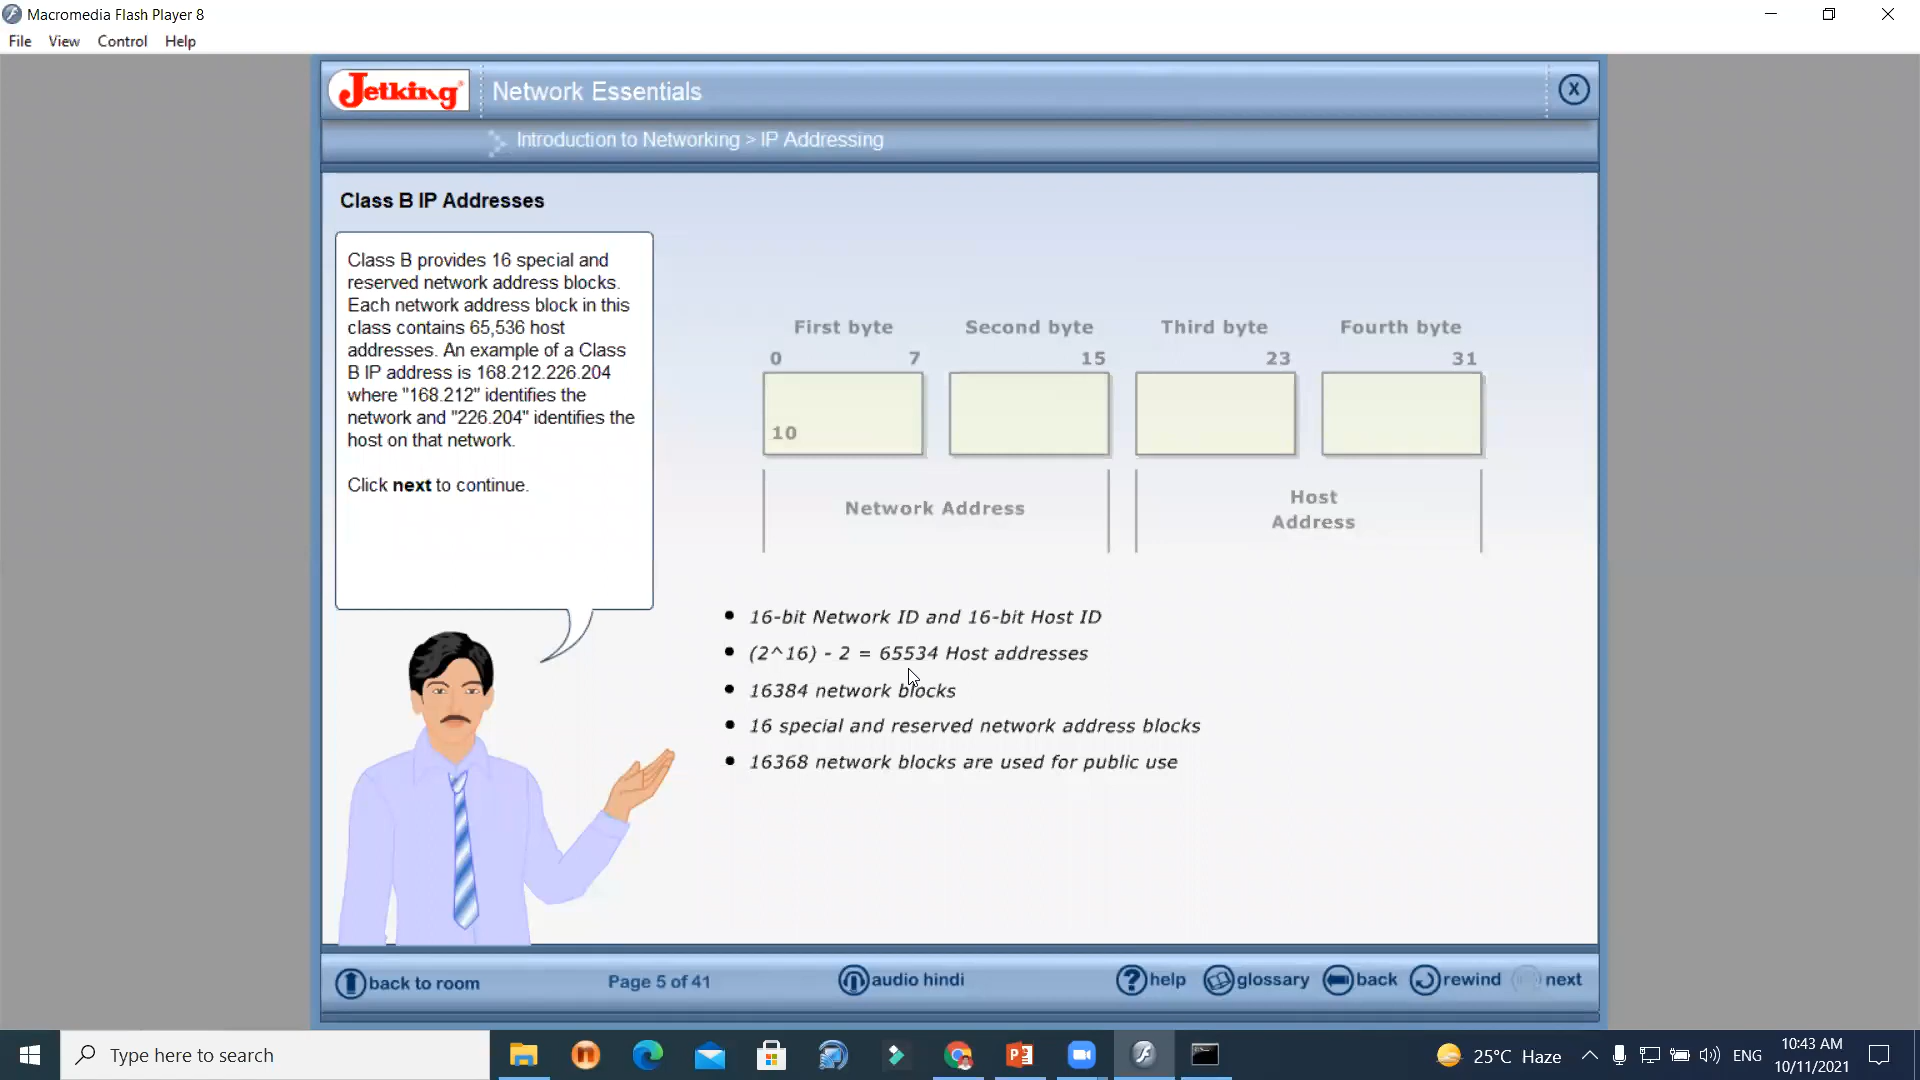 Macromedia Flash Player 8
File View Control Help
Jetking
Network Essentials
X
Introduction to Networking > IP Addressing
Class B IP Addresses
Class B provides 16 special and
reserved network address blocks.
Each network address block in this
class contains 65,536 host
addresses. An example of a Class
B IP address is 168.212.226.204
where "168.212" identifies the
network and "226.204" identifies the
host on that network.
Click next to continue.
First byte Second byte Third byte Fourth byte
0 7 15 23 31
10
Network Address
Host
Address
16-bit Network ID and 16-bit Host ID
(2^16) - 2 = 65534 Host addresses
16384 network blocks
16 special and reserved network address blocks
16368 network blocks are used for public use
back to room Page 5 of 41 audio hindi ? help glossary back rewind next
Type here to search
25°C Haze ENG
10:43 AM
10/11/2021